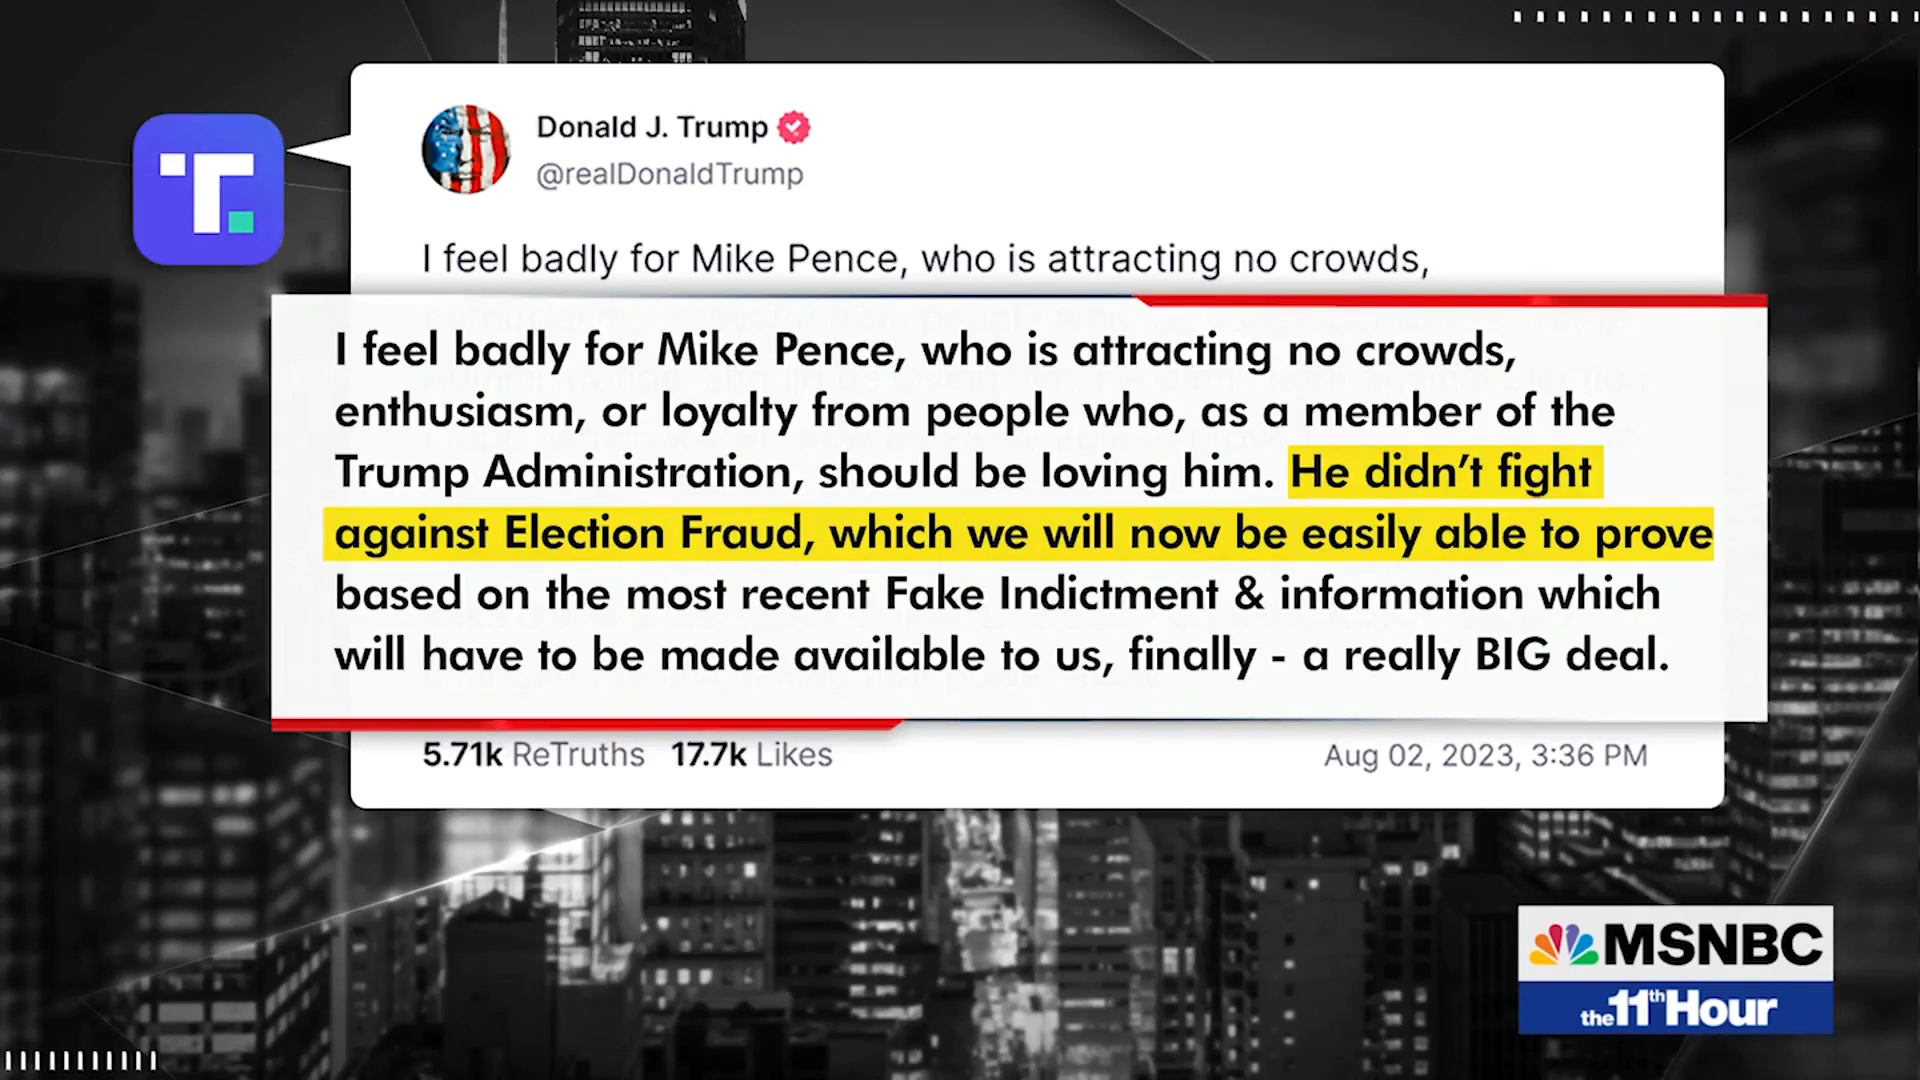 Donald J. Trump
@realDonaldTrump
I feel badly for Mike Pence, who is attracting no crowds,
I feel badly for Mike Pence, who is attracting no crowds,
enthusiasm, or loyalty from people who, as a member of the
Trump Administration, should be loving him. He didn't fight
against Election Fraud, which we will now be easily able to prove
based on the most recent Fake Indictment & information which
will have to be made available to us, finally - a really BIG deal.
5.71k ReTruths 17.7k Likes
Aug 02, 2023, 3:36 PM
MSNBC
the 11th Hour